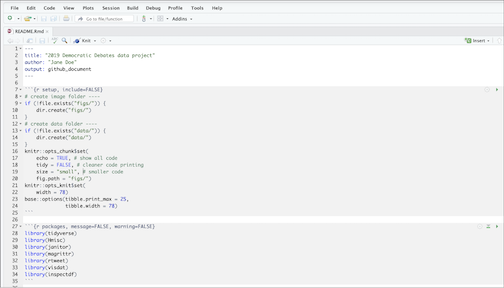 File Edit Code View Plots Session Build Debug Profile Tools Help
Go to file/function Addins
README.Rmd
Knit Insert
1 ---
2 title: "2019 Democratic Debates data project"
3 author: "Jane Doe"
4 output: github_document
5 ---
6
7 ```{r setup, include=FALSE}
8 # create image folder ----
9 if (!file.exists("figs/")) {
10 dir.create("figs/")
11 }
12 # create data folder ----
13 if (!file.exists("data/")) {
14 dir.create("data/")
15 }
16 knitr::opts_chunk$set(
17 echo = TRUE, # show all code
18 tidy = FALSE, # cleaner code printing
19 size = "small", # smaller code
20 fig.path = "figs/")
21 knitr::opts_knit$set(
22 width = 78)
23 base::options(tibble.print_max = 25,
24 tibble.width = 78)
25 ```
26
27 ```{r packages, message=FALSE, warning=FALSE}
28 library(tidyverse)
29 library(Hmisc)
30 library(janitor)
31 library(magrittr)
32 library(rtweet)
33 library(visdat)
34 library(inspectdf)
35 ```